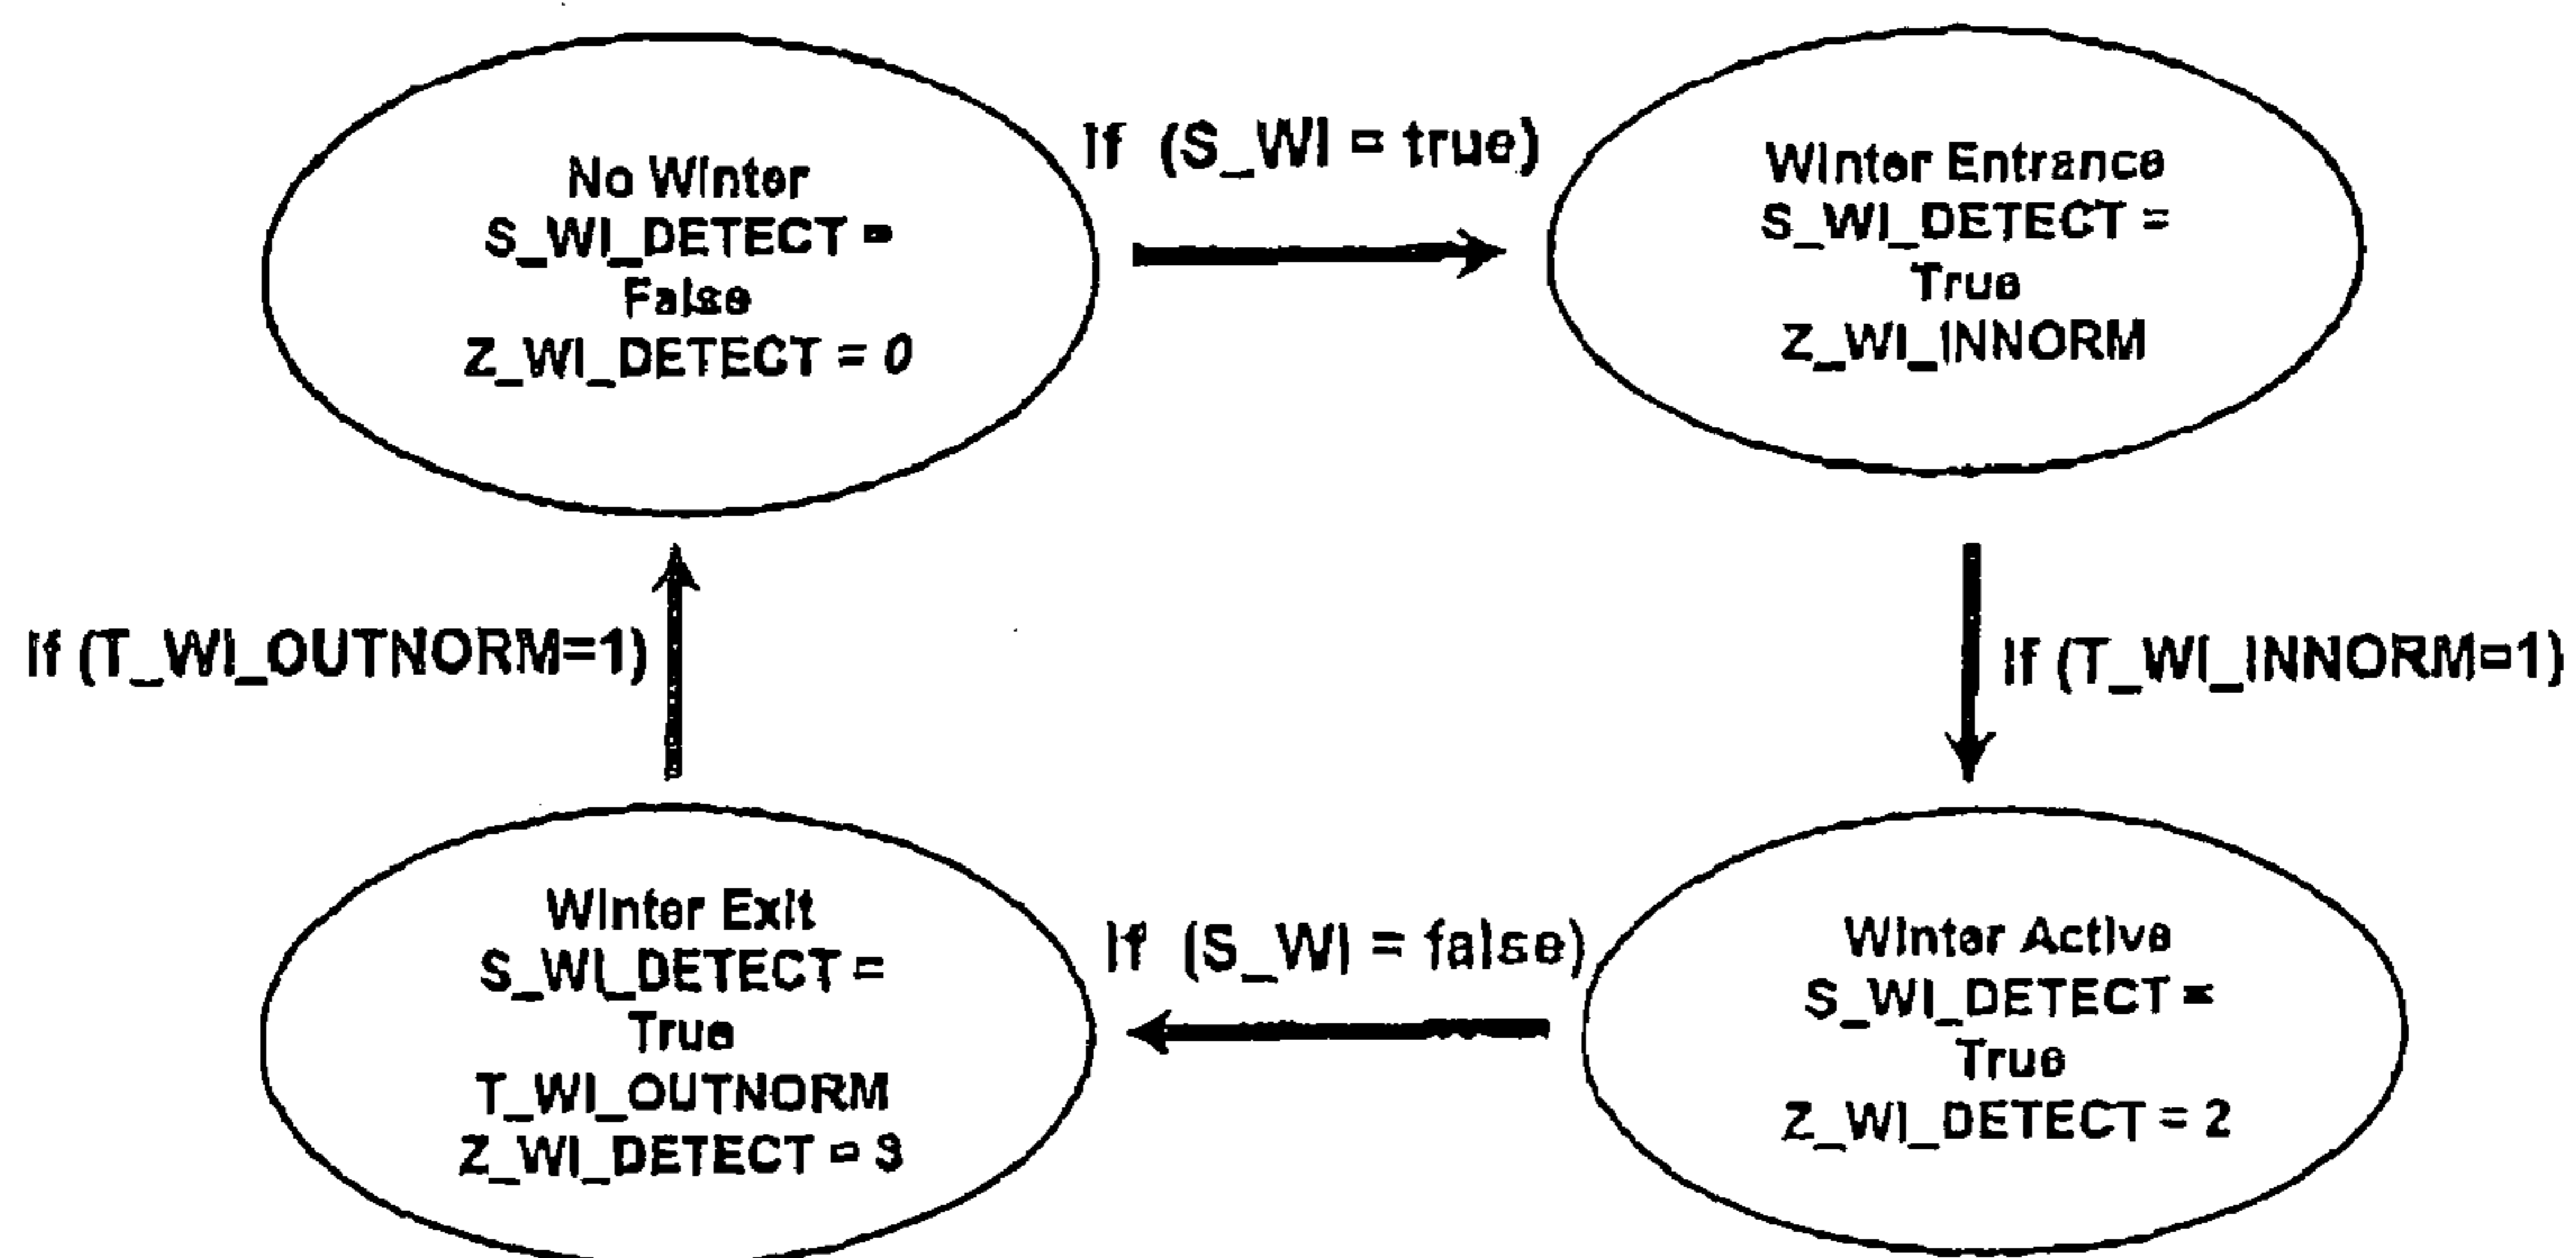 No Winter
S_WI_DETECT =
False
Z_WI_DETECT = 0
If (S_WI = true)
Winter Entrance
S_WI_DETECT =
True
Z_WI_INNORM
If (T_WI_OUTNORM=1)
If (T_WI_INNORM=1)
Winter Exit
S_WI_DETECT =
True
T_WI_OUTNORM
Z_WI_DETECT = 3
If (S_WI = false)
Winter Active
S_WI_DETECT =
True
Z_WI_DETECT = 2